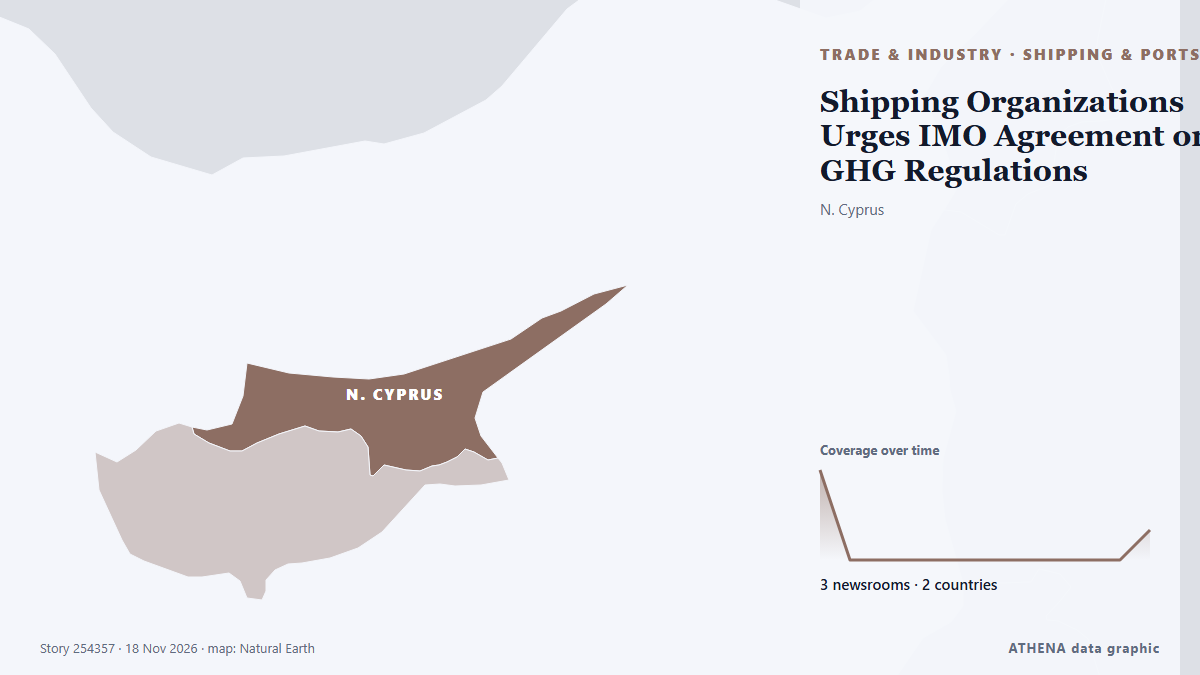 TRADE & INDUSTRY · SHIPPING & PORTS
Shipping Organizations
Urges IMO Agreement on
GHG Regulations
N. Cyprus
N. CYPRUS
Coverage over time
3 newsrooms · 2 countries
Story 254357 · 18 Nov 2026 · map: Natural Earth
ATHENA data graphic